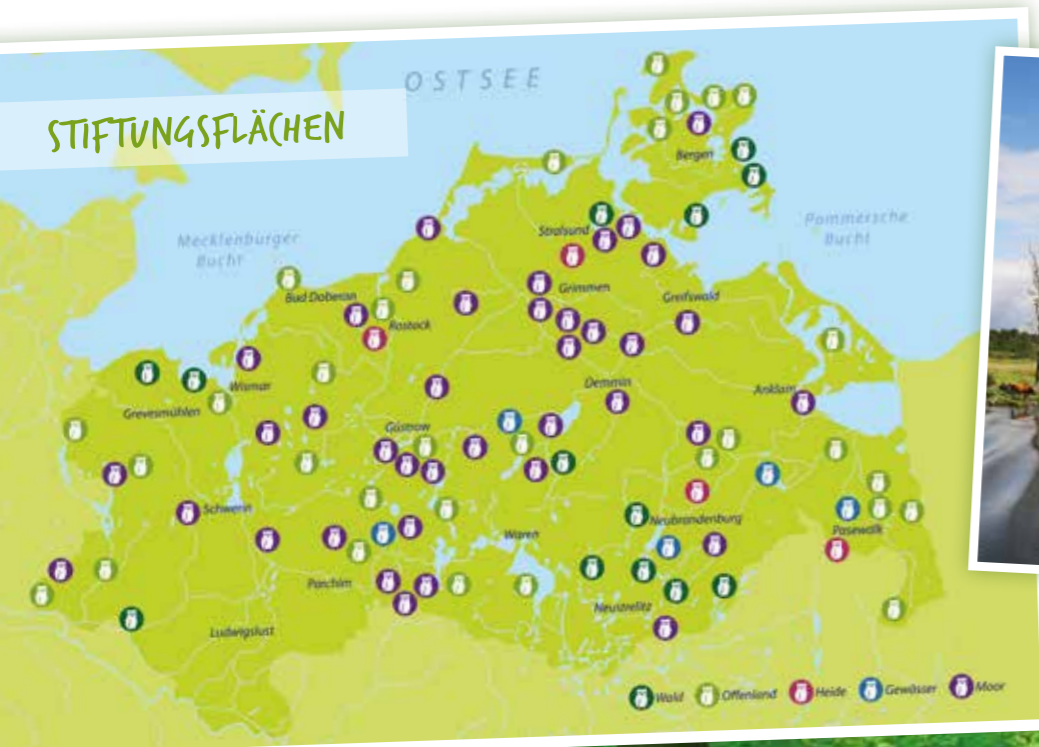 STIFTUNGSFLÄCHEN
OSTSEE
Bergen
Stralsund
Pommersche
Bucht
Mecklenburger
Bucht
Bad Doberan
Grimmen
Greifswald
Rostock
Wismar
Demmin
Anklam
Grevesmühlen
Güstrow
Schwerin
Waren
Neubrandenburg
Pasewalk
Parchim
Neustrelitz
Ludwigslust
Wald Offenland Heide Gewässer Moor